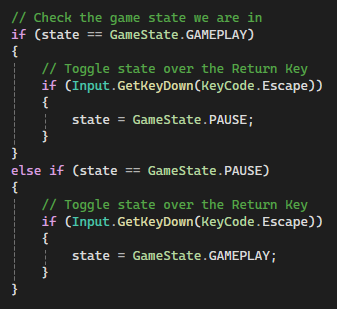 // Check the game state we are in
if (state == GameState.GAMEPLAY)
{
    // Toggle state over the Return Key
    if (Input.GetKeyDown(KeyCode.Escape))
    {
        state = GameState.PAUSE;
    }
}
else if (state == GameState.PAUSE)
{
    // Toggle state over the Return Key
    if (Input.GetKeyDown(KeyCode.Escape))
    {
        state = GameState.GAMEPLAY;
    }
}